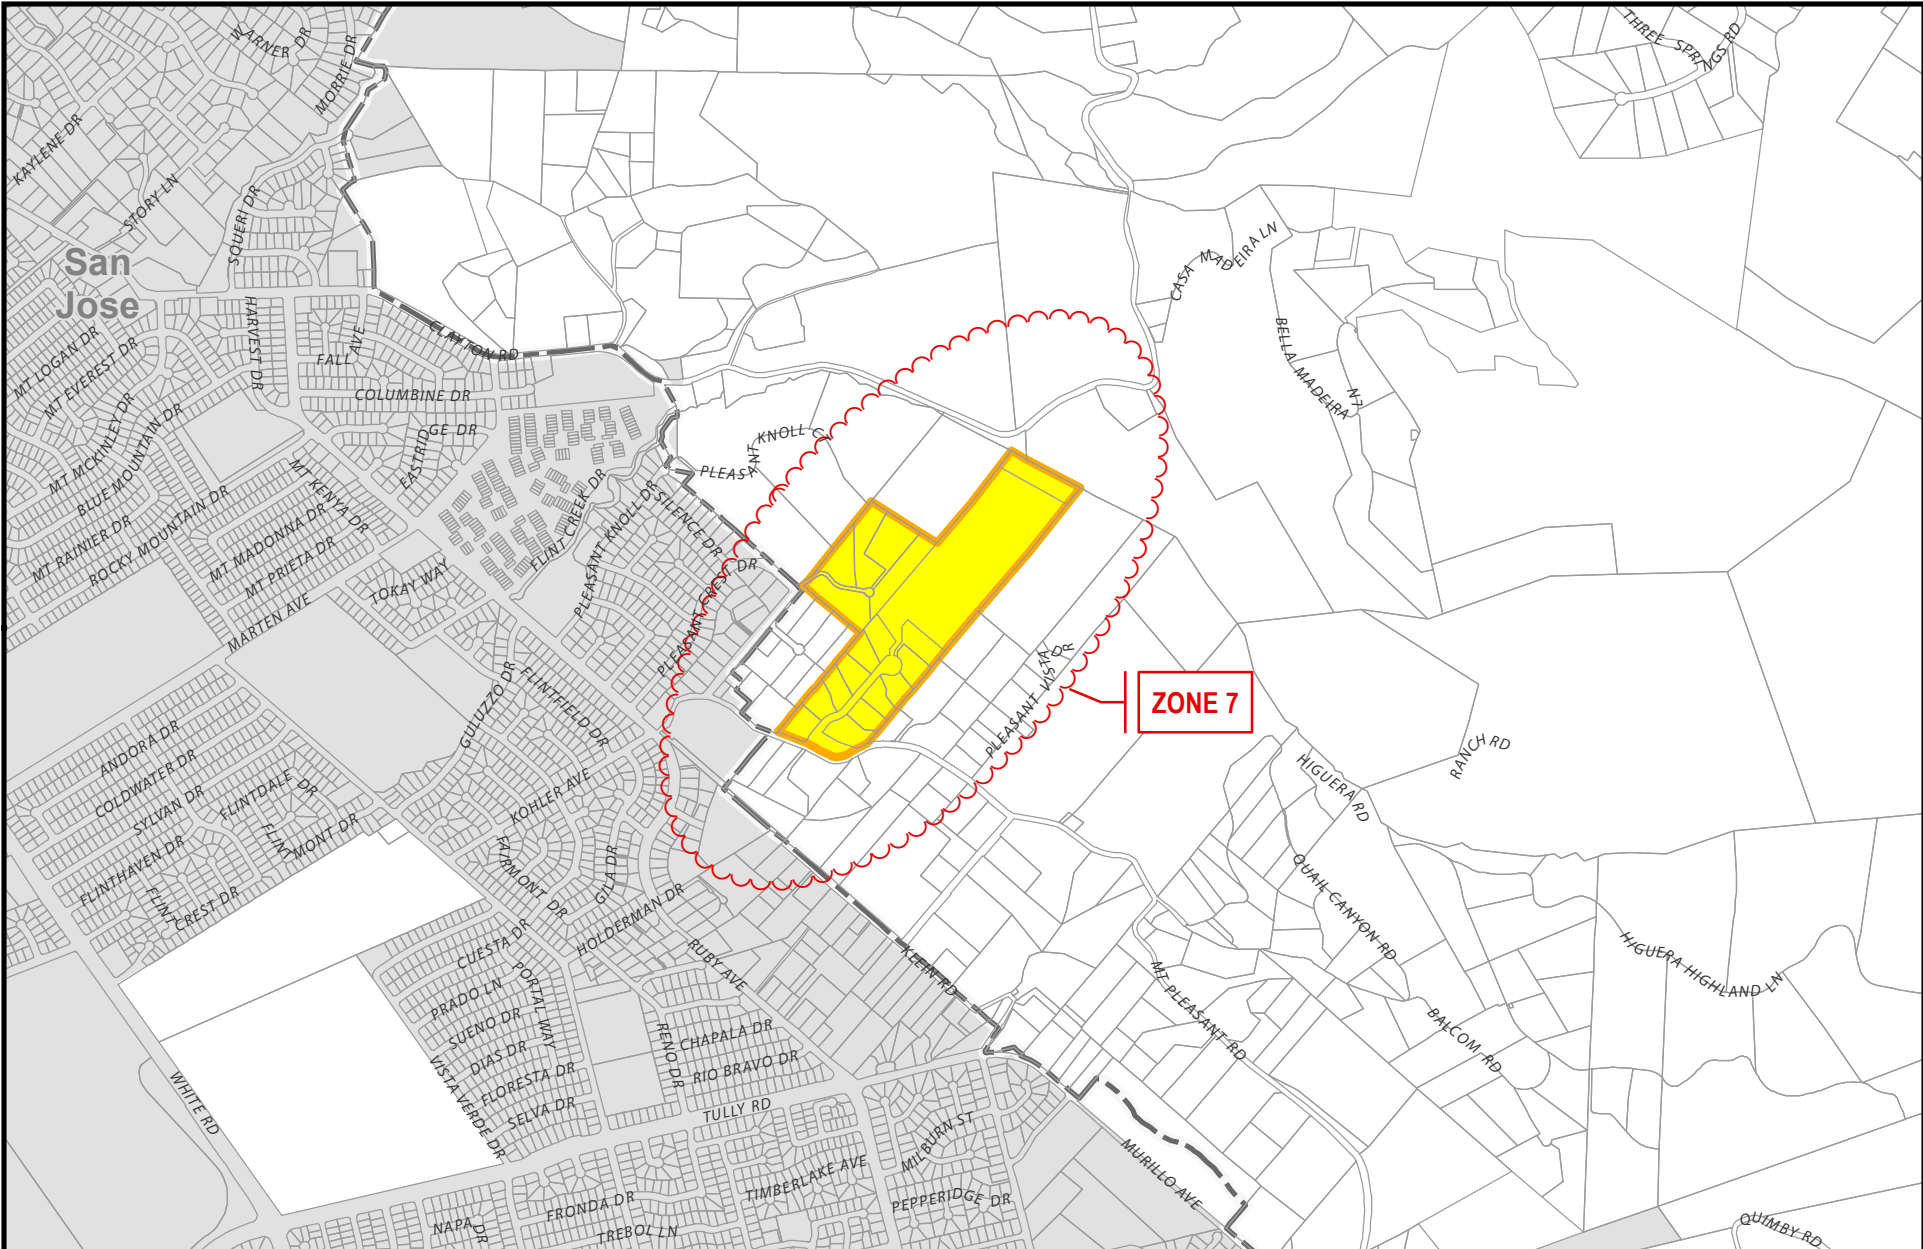 WARNER DR
MORRIE DR
THREE SPRINGS RD
KAYLENE DR
STORY LN
SQUERI DR
San
Jose
CASA MADEIRA LN
HARVEST DR
FALL AVE
CLAYTON RD
MT LOGAN DR
MT EVEREST DR
COLUMBINE DR
BELLA MADEIRA
LN
MT MCKINLEY DR
BLUE MOUNTAIN DR
EASTRIDGE DR
PLEASANT KNOLL CT
MT KENYA DR
MT RAINIER DR
ROCKY MOUNTAIN DR
MT MADONNA DR
MT PRIETA DR
FLINT CREEK DR
PLEASANT KNOLL DR
SILENCE DR
PLEASANT CREST DR
TOKAY WAY
MARTEN AVE
PLEASANT VISTA DR
ZONE 7
GULUZZO DR
FLINTFIELD DR
ANDORA DR
COLDWATER DR
SYLVAN DR
FLINTDALE DR
FLINTMONT DR
FLINTHAVEN DR
FLINT CREST DR
KOHLER AVE
FAIRMONT DR
GILA DR
HOLDERMAN DR
HIGUERA RD
RANCH RD
QUAIL CANYON RD
HIGUERA HIGHLAND LN
CUESTA DR
PORTAL WAY
PRADO LN
SUENO DR
DIAS DR
FLORESTA DR
SELVA DR
VISTA VERDE DR
WHITE RD
RUBY AVE
KLEIN RD
RENO DR
CHAPALA DR
RIO BRAVO DR
TULLY RD
MT PLEASANT RD
BALCOM RD
MURILLO AVE
MILBURN ST
TIMBERLAKE AVE
PEPPERIDGE DR
FRONDA DR
NAPA DR
TREBOL LN
QUIMBY RD